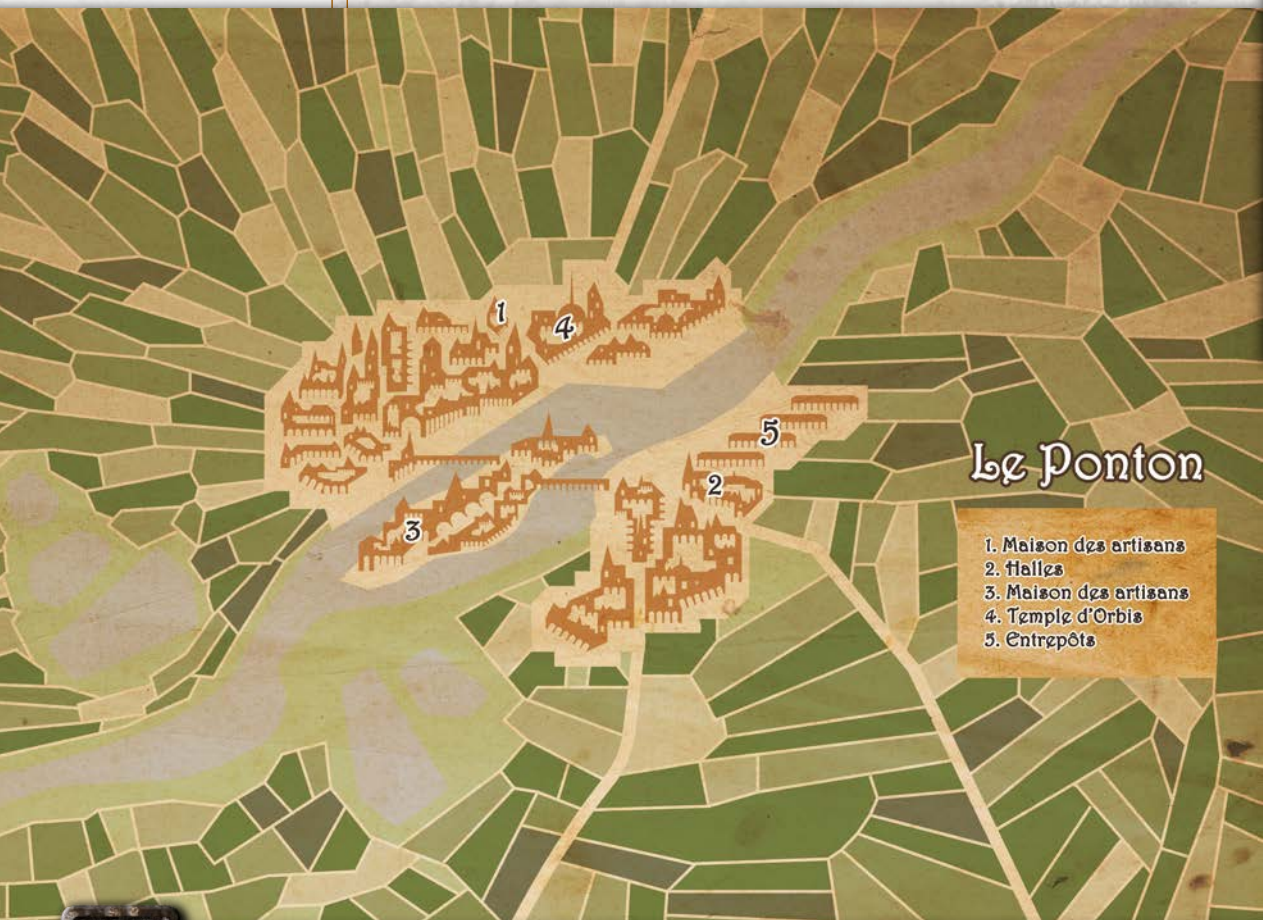 1
4
5
2
3
Le Ponton
1. Maison des artisans
2. Halles
3. Maison des artisans
4. Temple d'Orbis
5. Entrepôts